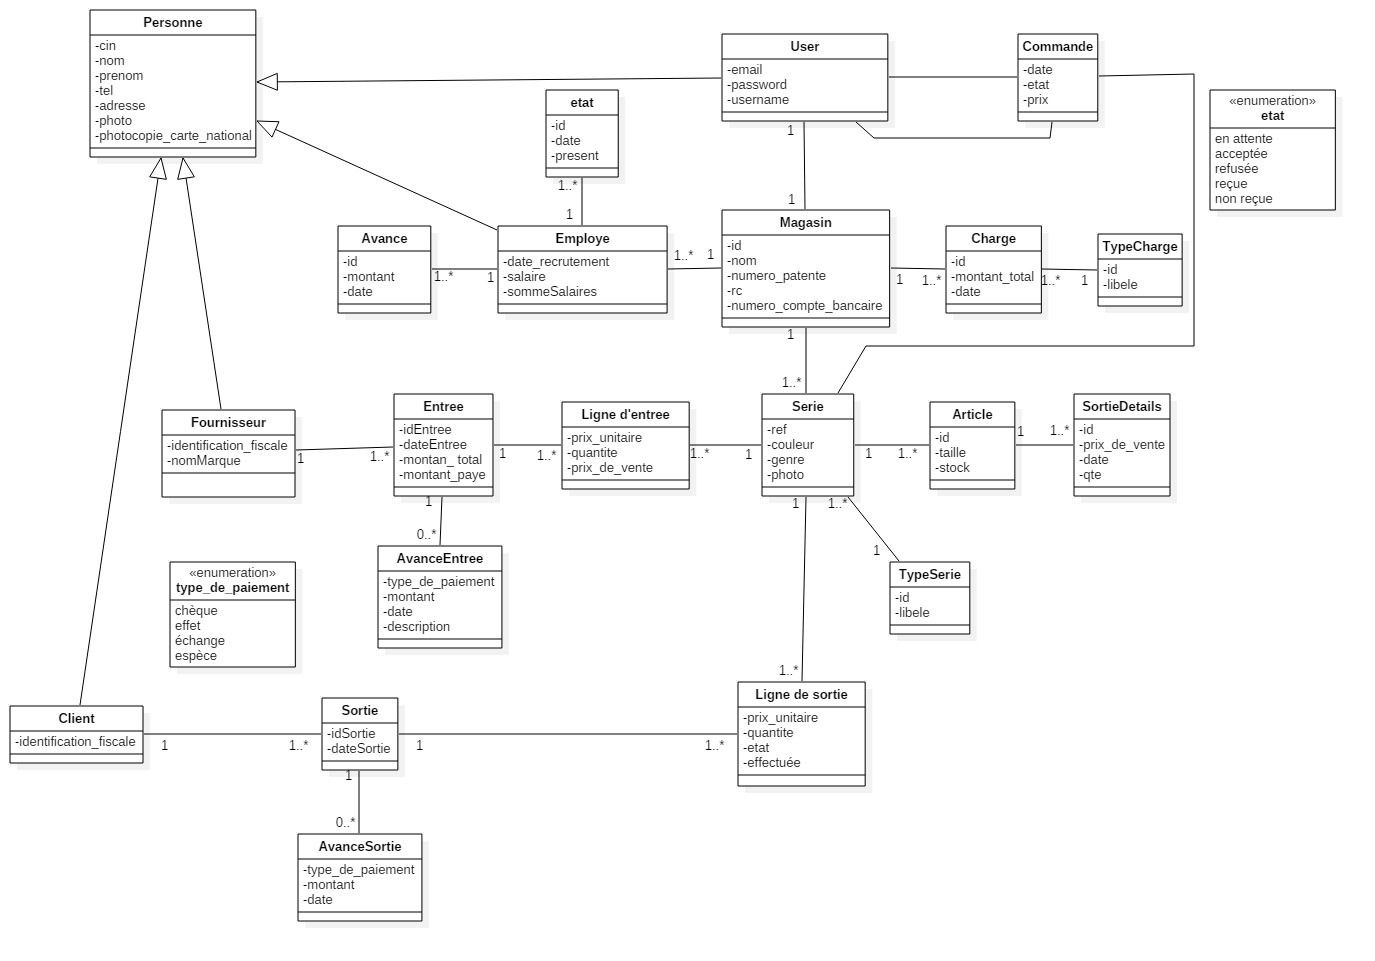 Personne
-cin
-nom
-prenom
-tel
-adresse
-photo
-photocopie_carte_national
User
-email
-password
-username
Commande
-date
-etat
-prix
«enumeration»
etat
en attente
acceptée
refusée
reçue
non reçue
etat
-id
-date
-present
1..*
1
1
1
Avance
-id
-montant
-date
1..*
1
Employe
-date_recrutement
-salaire
-sommeSalaires
1..*
1
Magasin
-id
-nom
-numero_patente
-rc
-numero_compte_bancaire
1
1..*
Charge
-id
-montant_total
-date
1..*
1
TypeCharge
-id
-libele
1
1..*
Fournisseur
-identification_fiscale
-nomMarque
1
1..*
Entree
-idEntree
-dateEntree
-montan_ total
-montant_paye
1
1..*
Ligne d'entree
-prix_unitaire
-quantite
-prix_de_vente
1..*
1
Serie
-ref
-couleur
-genre
-photo
1
1..*
Article
-id
-taille
-stock
1
1..*
SortieDetails
-id
-prix_de_vente
-date
-qte
1
0..*
1
1..*
1
AvanceEntree
-type_de_paiement
-montant
-date
-description
TypeSerie
-id
-libele
«enumeration»
type_de_paiement
chèque
effet
échange
espèce
1..*
Client
-identification_fiscale
1
1..*
Sortie
-idSortie
-dateSortie
1
1..*
Ligne de sortie
-prix_unitaire
-quantite
-etat
-effectuée
1
0..*
AvanceSortie
-type_de_paiement
-montant
-date